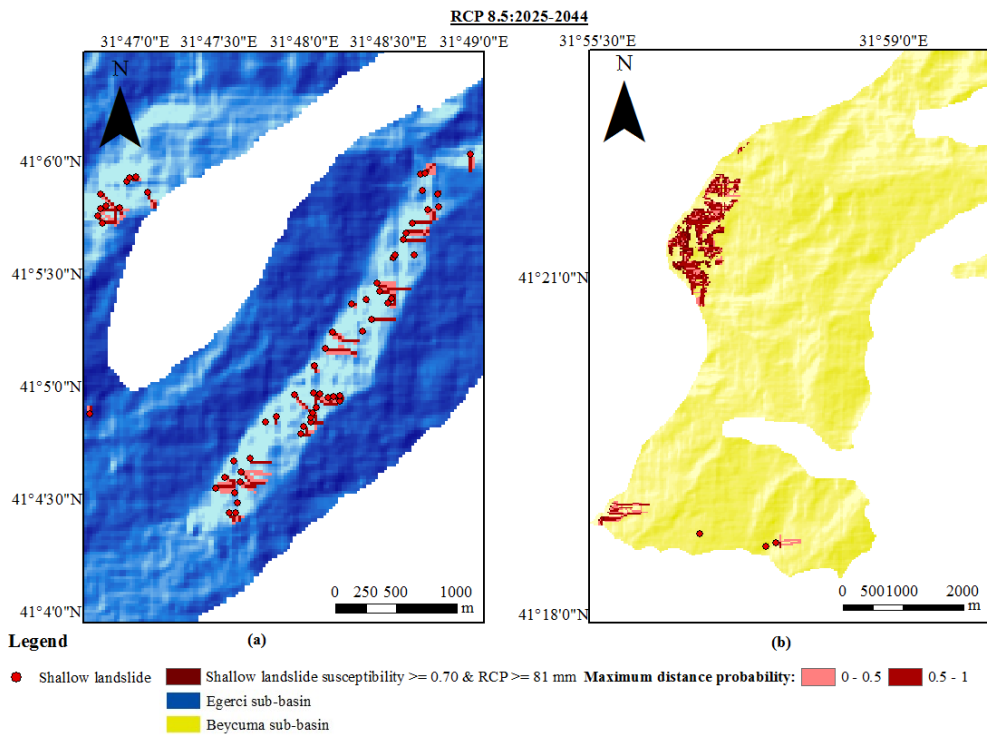 RCP 8.5:2025-2044
31°47'0"E 31°47'30"E 31°48'0"E 31°48'30"E 31°49'0"E
31°55'30"E 31°59'0"E
N
N
41°6'0"N
41°53'0"N
41°5'0"N
41°43'0"N
41°4'0"N
41°21'0"N
41°18'0"N
0 250 500 1000
m
0 5001000 2000
m
Legend
(a)
(b)
Shallow landslide
Shallow landslide susceptibility >= 0.70 & RCP >= 81 mm
Maximum distance probability:
0 - 0.5
0.5 - 1
Egerci sub-basin
Beycuma sub-basin